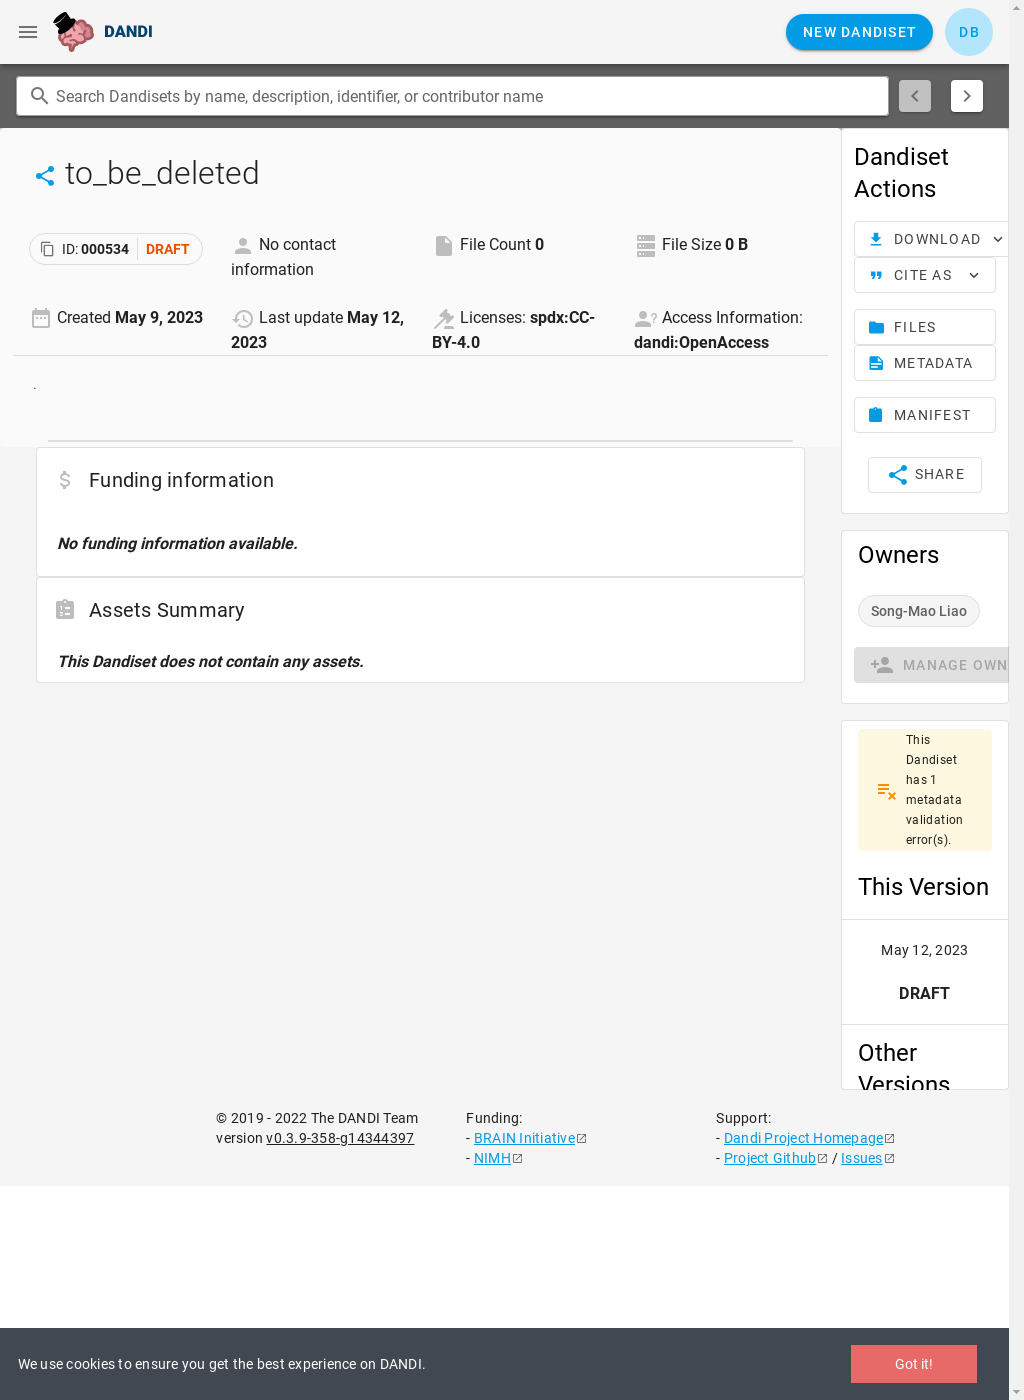 DANDI
NEW DANDISET
DB
Search Dandisets by name, description, identifier, or contributor name
to_be_deleted
ID: 000534 DRAFT
No contact
information
File Count 0
File Size 0 B
Created May 9, 2023
Last update May 12,
2023
Licenses: spdx:CC-
BY-4.0
Access Information:
dandi:OpenAccess
.
Funding information
No funding information available.
Assets Summary
This Dandiset does not contain any assets.
Dandiset
Actions
DOWNLOAD
CITE AS
FILES
METADATA
MANIFEST
SHARE
Owners
Song-Mao Liao
MANAGE OWN
This
Dandiset
has 1
metadata
validation
error(s).
This Version
May 12, 2023
DRAFT
Other
Versions
© 2019 - 2022 The DANDI Team
version v0.3.9-358-g14344397
Funding:
- BRAIN Initiative
- NIMH
Support:
- Dandi Project Homepage
- Project Github / Issues
We use cookies to ensure you get the best experience on DANDI.
Got it!